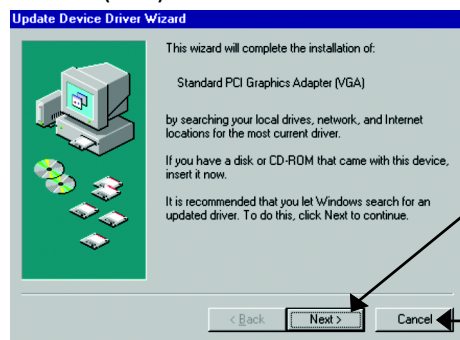 Update Device Driver Wizard
This wizard will complete the installation of:
Standard PCI Graphics Adapter (VGA)
by searching your local drives, network, and Internet
locations for the most current driver.
If you have a disk or CD-ROM that came with this device,
insert it now.
It is recommended that you let Windows search for an
updated driver. To do this, click Next to continue.
< Back
Next >
Cancel